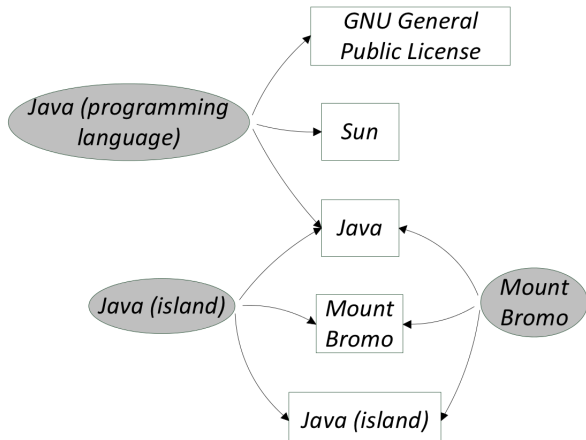 GNU General
Public License
Java (programming
language)
Sun
Java
Java (island)
Mount
Bromo
Mount
Bromo
Java (island)